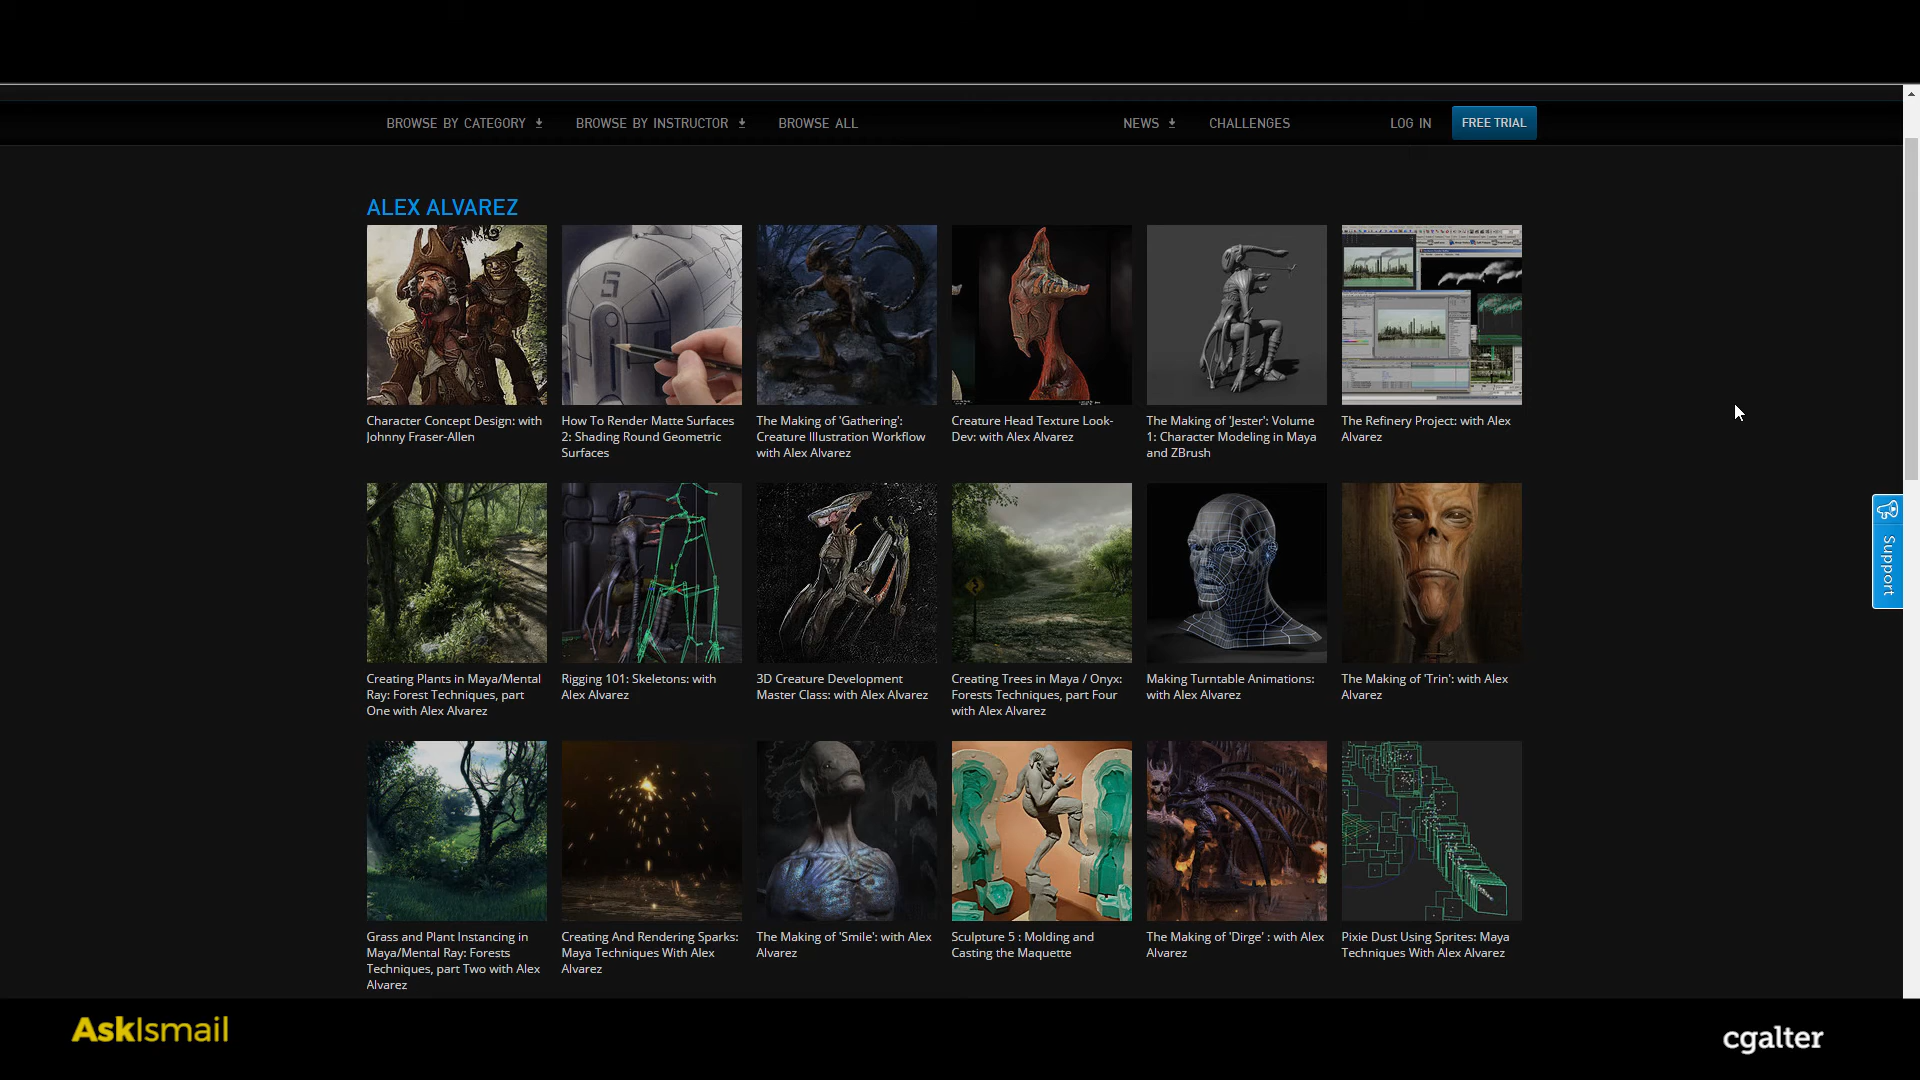 BROWSE BY CATEGORY
BROWSE BY INSTRUCTOR
BROWSE ALL
NEWS
CHALLENGES
LOG IN
FREE TRIAL
ALEX ALVAREZ
Character Concept Design: with
Johnny Fraser-Allen
How To Render Matte Surfaces
2: Shading Round Geometric
Surfaces
The Making of 'Gathering':
Creature Illustration Workflow
with Alex Alvarez
Creature Head Texture Look-
Dev: with Alex Alvarez
The Making of 'Jester': Volume
1: Character Modeling in Maya
and ZBrush
The Refinery Project: with Alex
Alvarez
Creating Plants in Maya/Mental
Ray: Forest Techniques, part
One with Alex Alvarez
Rigging 101: Skeletons: with
Alex Alvarez
3D Creature Development
Master Class: with Alex Alvarez
Creating Trees in Maya / Onyx:
Forests Techniques, part Four
with Alex Alvarez
Making Turntable Animations:
with Alex Alvarez
The Making of 'Trin': with Alex
Alvarez
Support
Grass and Plant Instancing in
Maya/Mental Ray: Forests
Techniques, part Two with Alex
Alvarez
Creating And Rendering Sparks:
Maya Techniques With Alex
Alvarez
The Making of 'Smile': with Alex
Alvarez
Sculpture 5 : Molding and
Casting the Maquette
The Making of 'Dirge' : with Alex
Alvarez
Pixie Dust Using Sprites: Maya
Techniques With Alex Alvarez
AskIsmail
cgalter